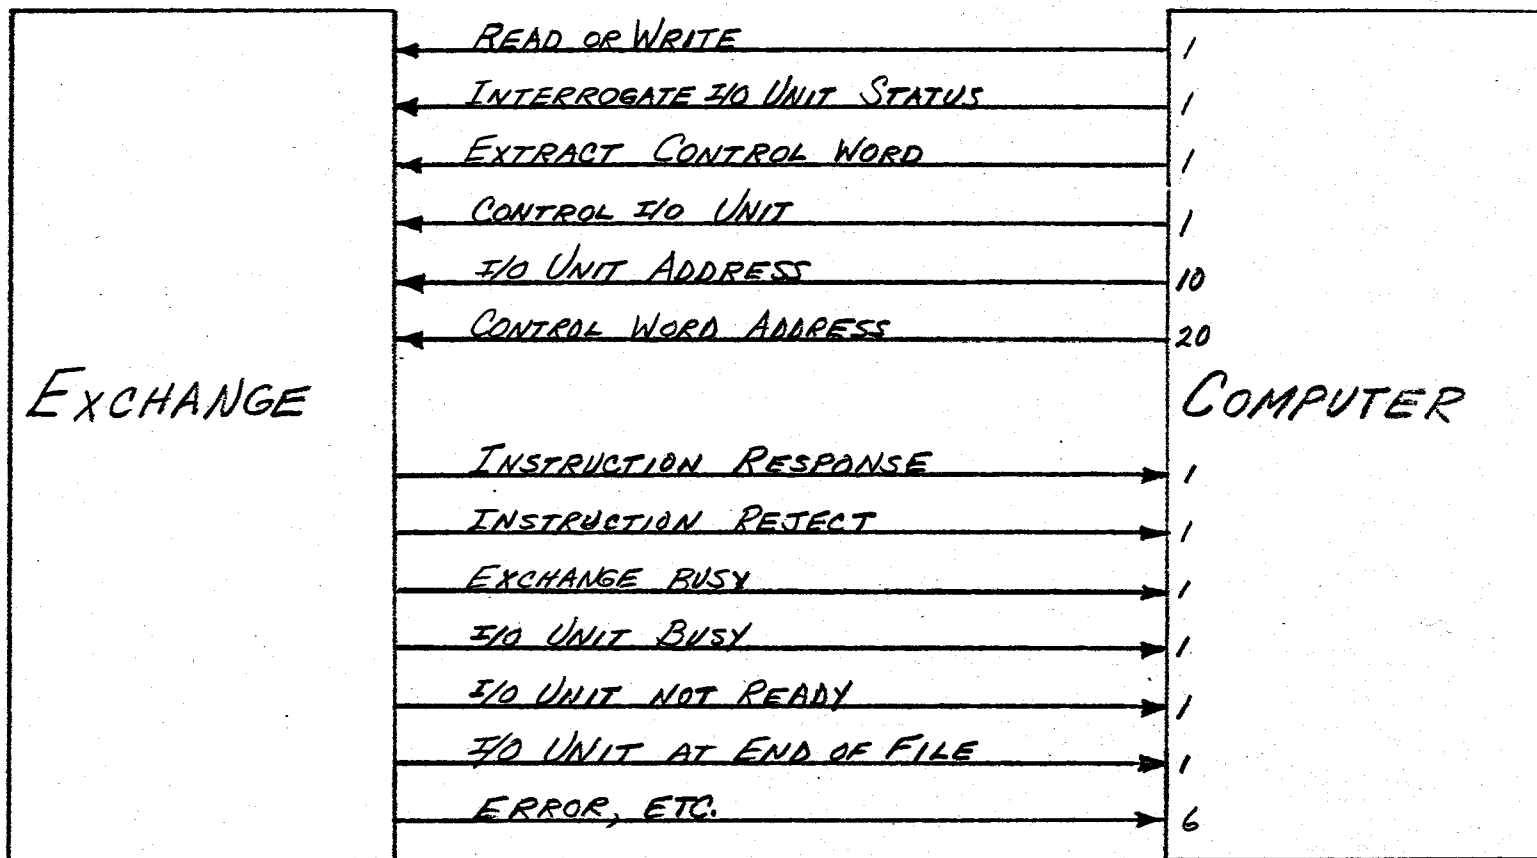 READ OR WRITE 1
INTERROGATE I/O UNIT STATUS 1
EXTRACT CONTROL WORD 1
CONTROL I/O UNIT 1
I/O UNIT ADDRESS 10
CONTROL WORD ADDRESS 20
EXCHANGE COMPUTER
INSTRUCTION RESPONSE 1
INSTRUCTION REJECT 1
EXCHANGE BUSY 1
I/O UNIT BUSY 1
I/O UNIT NOT READY 1
I/O UNIT AT END OF FILE 1
ERROR, ETC. 6